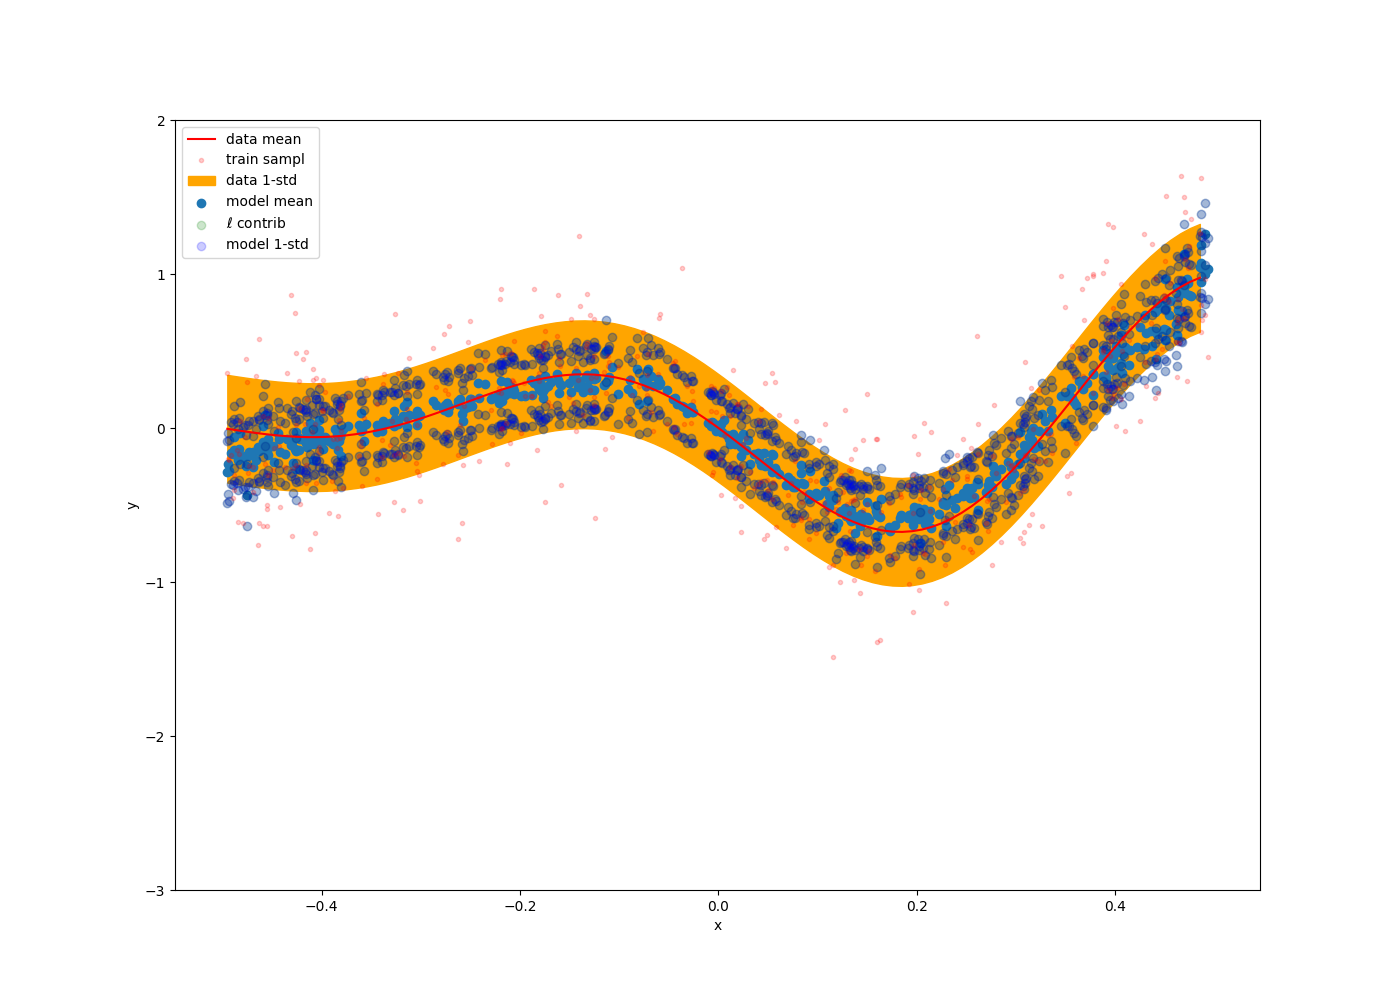 data mean
train sampl
data 1-std
model mean
ℓ contrib
model 1-std
2
1
0
−1
−2
−3
y
−0.4
−0.2
0.0
0.2
0.4
x